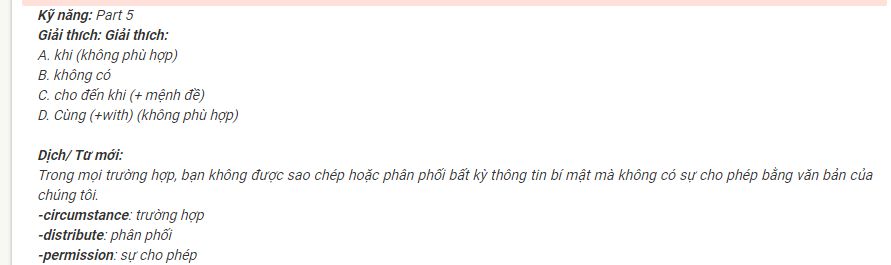 Kỹ năng: Part 5
Giải thích: Giải thích:
A. khi (không phù hợp)
B. không có
C. cho đến khi (+ mệnh đề)
D. Cùng (+with) (không phù hợp)
Dịch/ Từ mới:
Trong mọi trường hợp, bạn không được sao chép hoặc phân phối bất kỳ thông tin bí mật mà không có sự cho phép bằng văn bản của
chúng tôi.
-circumstance: trường hợp
-distribute: phân phối
-permission: sự cho phép